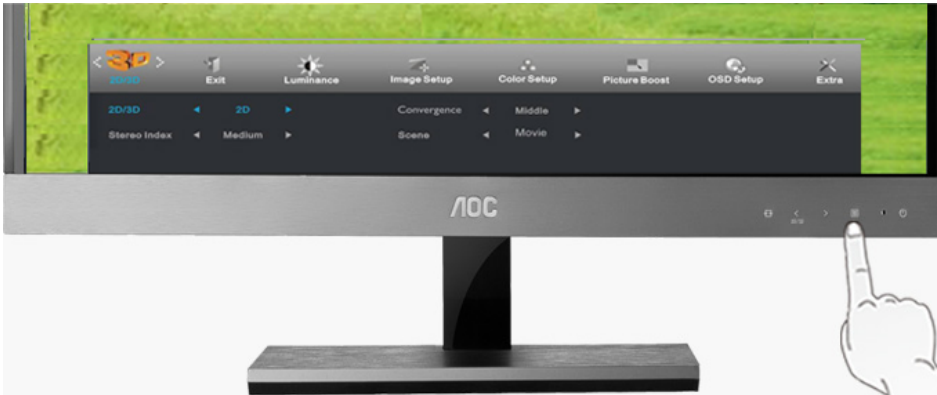 3D
2D/3D Exit Luminance Image Setup Color Setup Picture Boost OSD Setup Extra
2D/3D 2D Convergence Middle
Stereo Index Medium Scene Movie
AOC